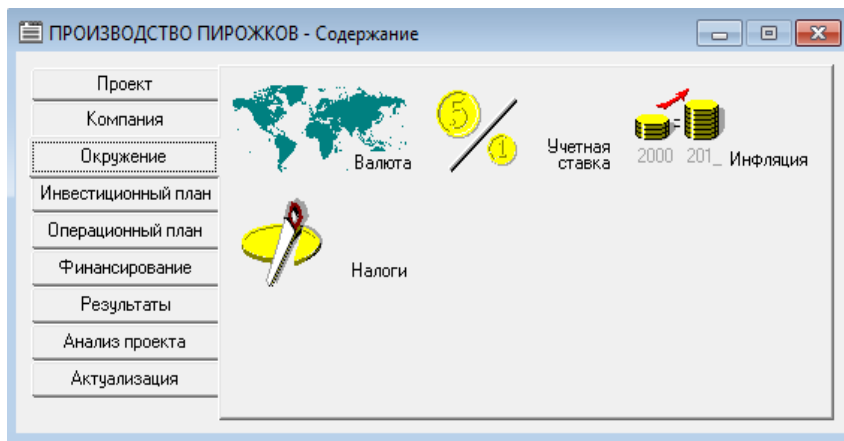 ПРОИЗВОДСТВО ПИРОЖКОВ - Содержание
Проект
Компания
Окружение
Инвестиционный план
Операционный план
Финансирование
Результаты
Анализ проекта
Актуализация
Валюта
5
1
Учетная
ставка
2000 201_ Инфляция
Налоги